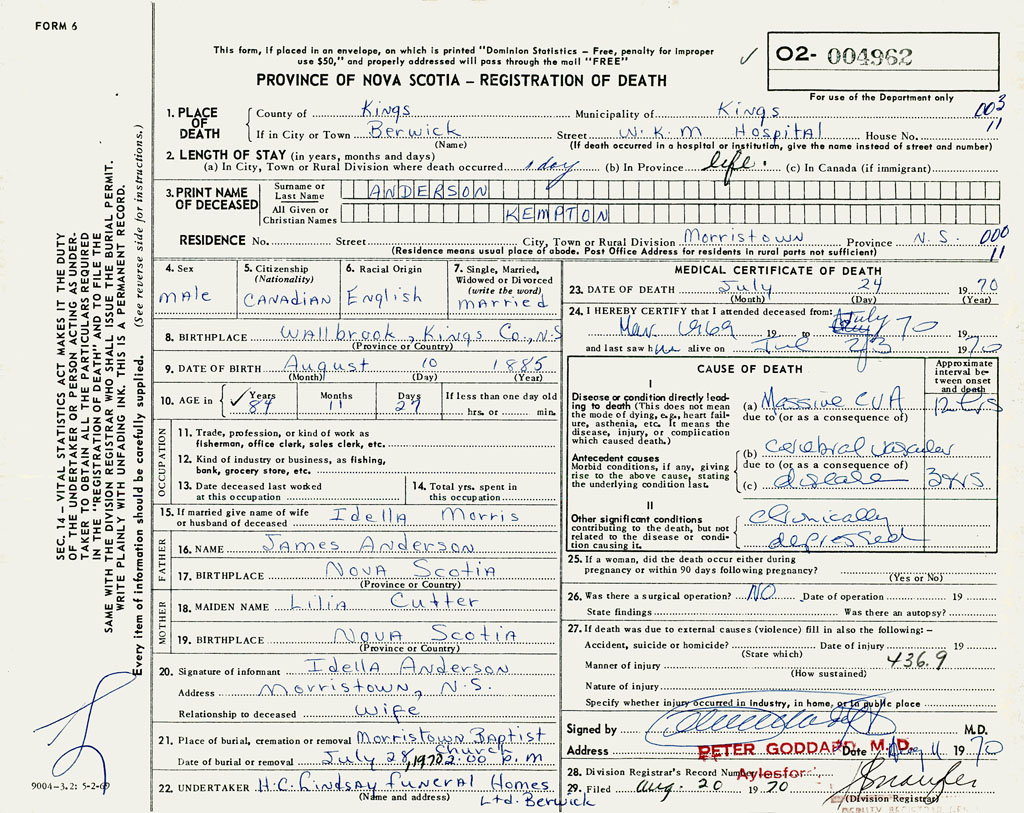 FORM 6
This form, if placed in an envelope, on which is printed "Dominion Statistics – Free, penalty for improper
use $50," and properly addressed will pass through the mail "FREE"
PROVINCE OF NOVA SCOTIA – REGISTRATION OF DEATH
O2- 004962
For use of the Department only
1. PLACE OF DEATH
County of Kings Municipality of Kings 003
If in City or Town Berwick Street W.K.M Hospital House No. 11
(Name) (If death occurred in a hospital or institution, give the name instead of street and number)
2. LENGTH OF STAY (in years, months and days)
(a) In City, Town or Rural Division where death occurred 1 day (b) In Province life. (c) In Canada (if immigrant)
3. PRINT NAME OF DECEASED
Surname or Last Name ANDERSON
All Given or Christian Names KEMPTON
RESIDENCE No. Street City, Town or Rural Division Morristown Province N.S. 000
(Residence means usual place of abode. Post Office Address for residents in rural parts not sufficient) 11
4. Sex
male
5. Citizenship
(Nationality)
CANADIAN
6. Racial Origin
English
7. Single, Married,
Widowed or Divorced
(write the word)
married
8. BIRTHPLACE Wallbrook, Kings Co., N.S
(Province or Country)
9. DATE OF BIRTH August 10 1885
(Month) (Day) (Year)
10. AGE in
Years Months Days If less than one day old
84 11 27 hrs. or min.
OCCUPATION
11. Trade, profession, or kind of work as
fisherman, office clerk, sales clerk, etc.
12. Kind of industry or business, as fishing,
bank, grocery store, etc.
13. Date deceased last worked
at this occupation
14. Total yrs. spent in
this occupation
15. If married give name of wife
or husband of deceased Idella Morris
FATHER
16. NAME James Anderson
17. BIRTHPLACE Nova Scotia
(Province or Country)
MOTHER
18. MAIDEN NAME Lilia Cutter
19. BIRTHPLACE Nova Scotia
(Province or Country)
20. Signature of informant Idella Anderson
Address Morristown, N.S.
Relationship to deceased wife
21. Place of burial, cremation or removal Morristown Baptist
Church
Date of burial or removal July 28, 1970 2:00 p.m
22. UNDERTAKER H.C. Lindsay Funeral Homes
(Name and address) Ltd. Berwick
MEDICAL CERTIFICATE OF DEATH
23. DATE OF DEATH July 24 1970
(Month) (Day) (Year)
24. I HEREBY CERTIFY that I attended deceased from:
Mar 1969 19 to July 70 19
and last saw him alive on Jul 23 1970
CAUSE OF DEATH
Approximate
interval be-
tween onset
and death
I
Disease or condition directly lead-
ing to death (This does not mean
the mode of dying, e.g., heart fail-
ure, asthenia, etc. It means the
disease, injury, or complication
which caused death.)
(a) Massive CVA
due to (or as a consequence of)
Antecedent causes
Morbid conditions, if any, giving
rise to the above cause, stating
the underlying condition last.
(b) cerebral vascular
due to (or as a consequence of)
(c) disease
II
Other significant conditions
contributing to the death, but not
related to the disease or condi-
tion causing it.
chronically
depressed
25. If a woman, did the death occur either during
pregnancy or within 90 days following pregnancy?
(Yes or No)
26. Was there a surgical operation? NO Date of operation 19
State findings Was there an autopsy?
27. If death was due to external causes (violence) fill in also the following: –
Accident, suicide or homicide? Date of injury 19
(State which)
Manner of injury 436.9
(How sustained)
Nature of injury
Specify whether injury occurred in industry, in home, or in public place
Signed by M.D.
Address PETER GODDARD, M.D. Date Aug 11 1970
28. Division Registrar's Record Number Aylesford
29. Filed Aug. 20 1970
(Division Registrar)
SEC. 14 – VITAL STATISTICS ACT MAKES IT THE DUTY
OF THE UNDERTAKER OR PERSON ACTING AS UNDER-
TAKER TO OBTAIN ALL THE PARTICULARS REQUIRED
IN THE "REGISTRATION OF DEATH" AND TO FILE THE
SAME WITH THE DIVISION REGISTRAR WHO SHALL ISSUE THE BURIAL PERMIT.
WRITE PLAINLY WITH UNFADING INK. THIS IS A PERMANENT RECORD.
Every item of information should be carefully supplied. (See reverse side for instructions.)
9004-3.2: 5-2-69